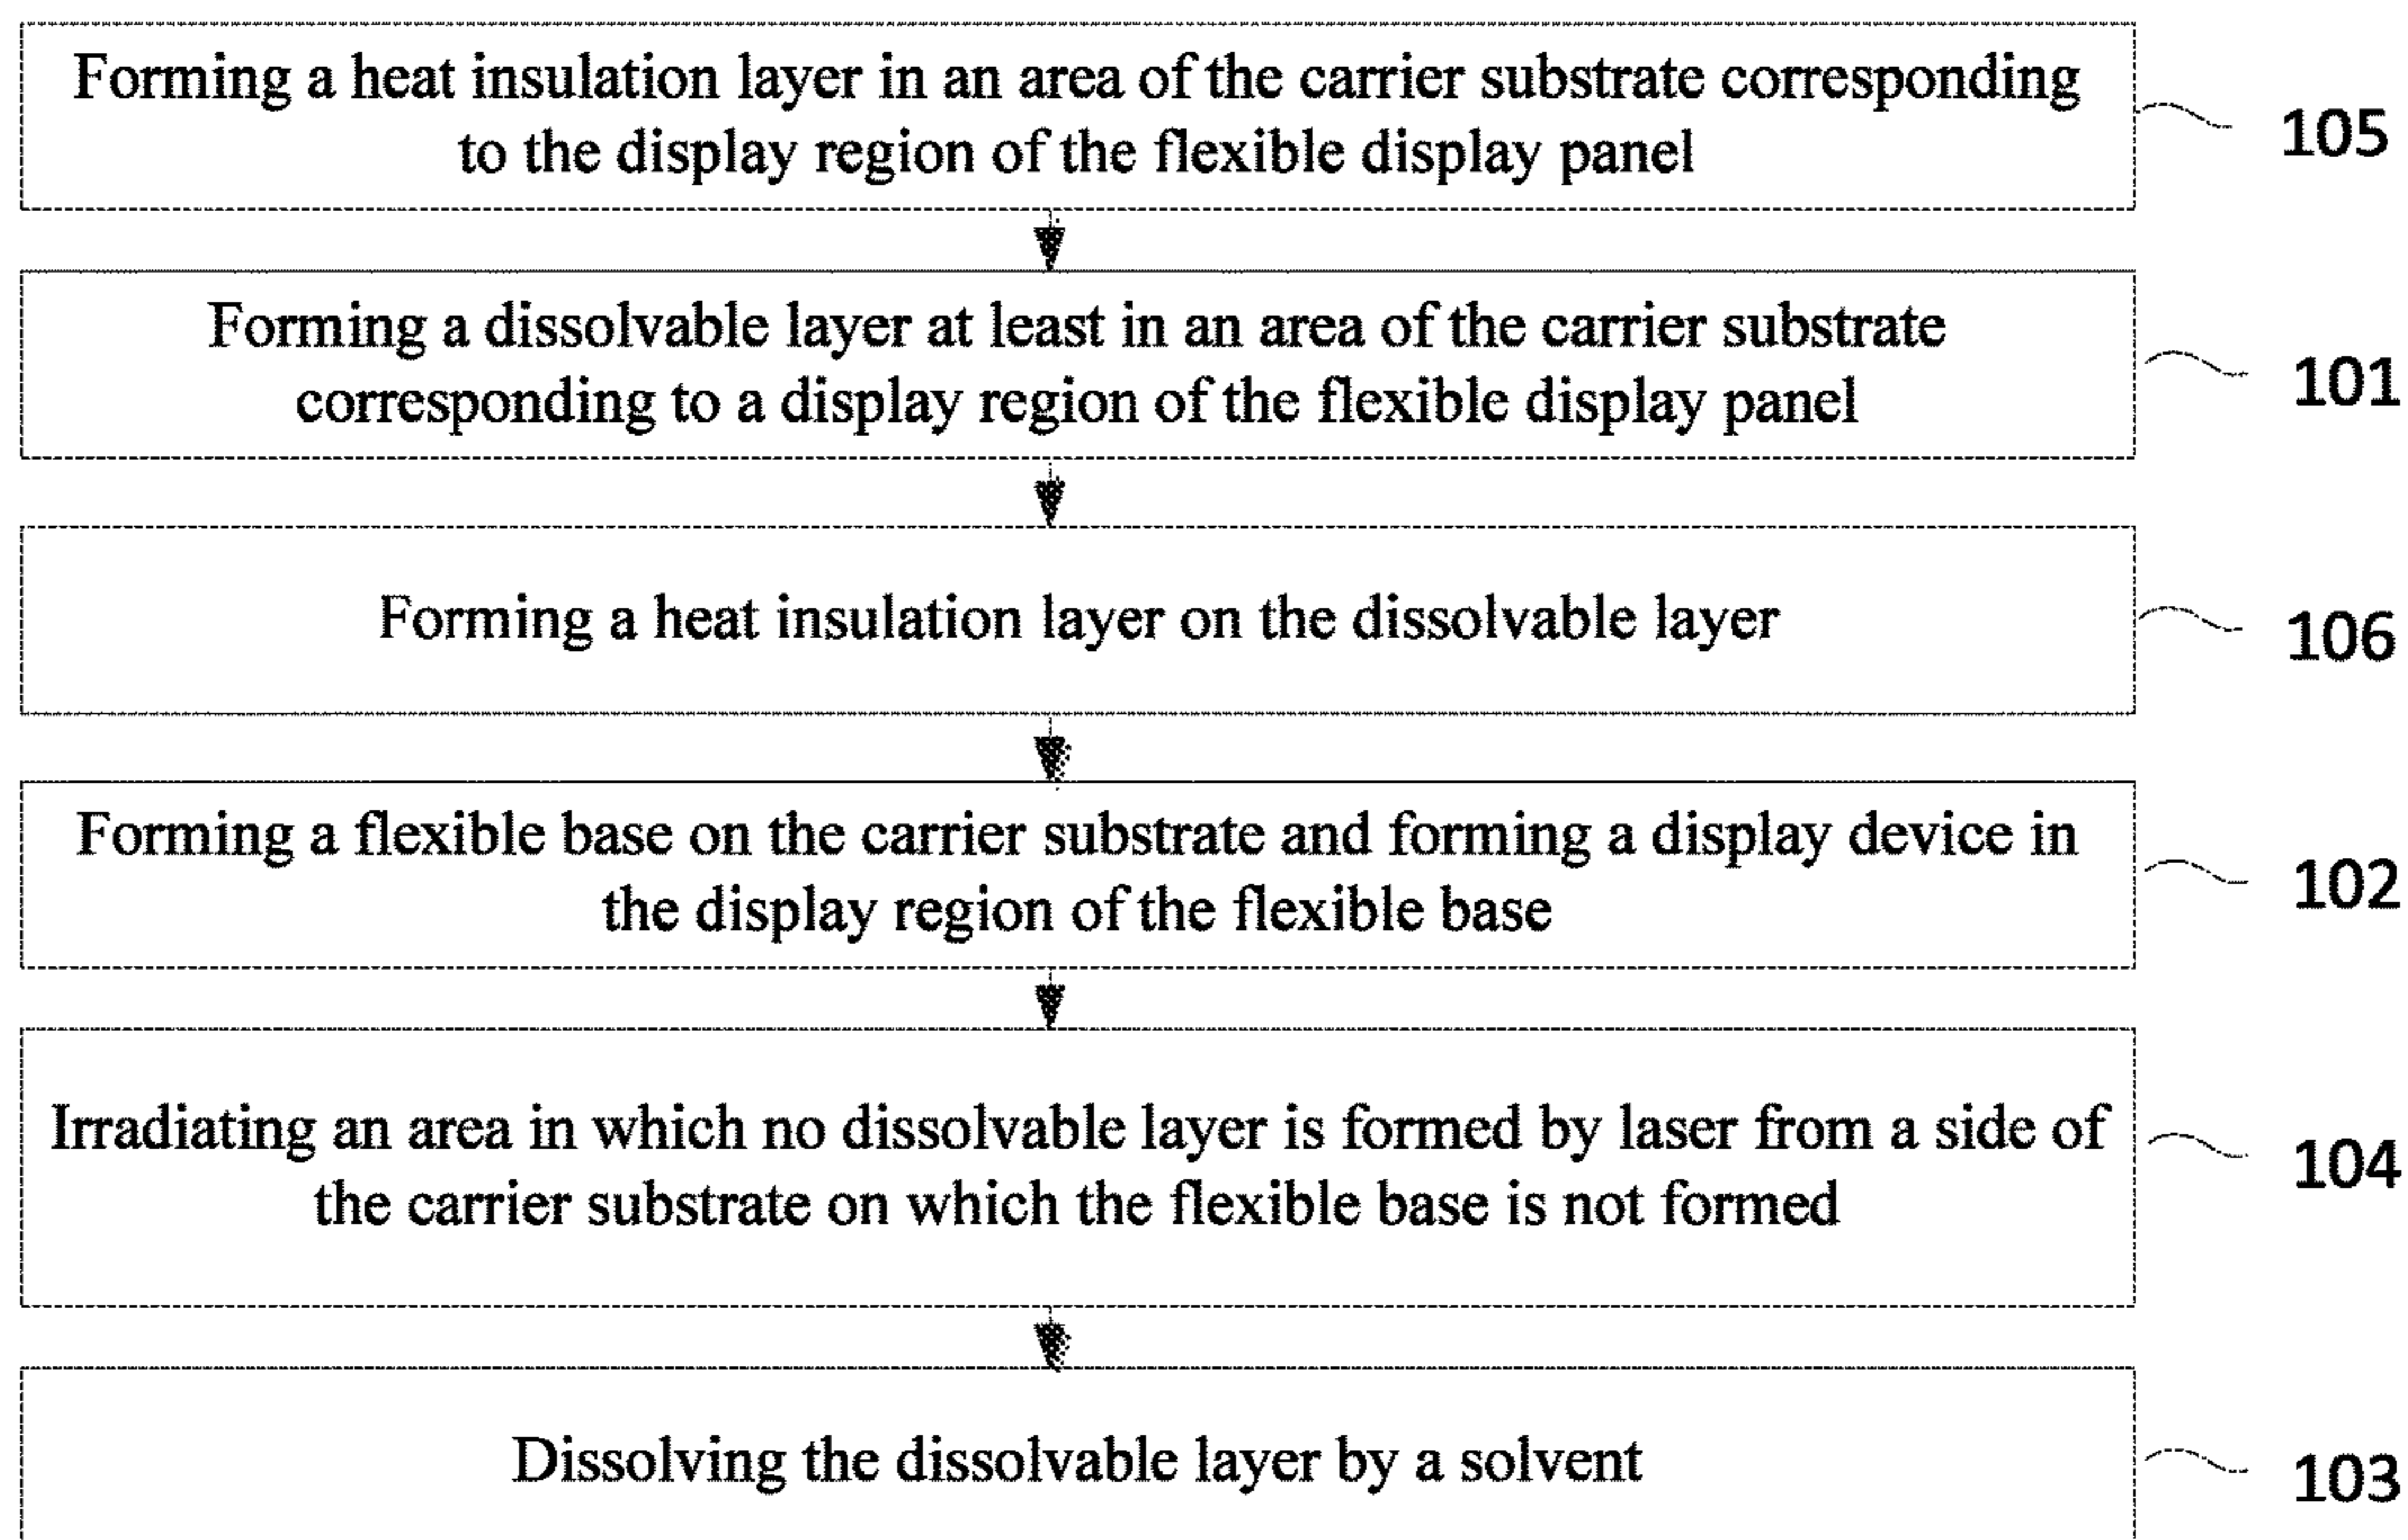 Forming a heat insulation layer in an area of the carrier substrate corresponding
to the display region of the flexible display panel
105
Forming a dissolvable layer at least in an area of the carrier substrate
corresponding to a display region of the flexible display panel
101
Forming a heat insulation layer on the dissolvable layer
106
Forming a flexible base on the carrier substrate and forming a display device in
the display region of the flexible base
102
Irradiating an area in which no dissolvable layer is formed by laser from a side of
the carrier substrate on which the flexible base is not formed
104
Dissolving the dissolvable layer by a solvent
103